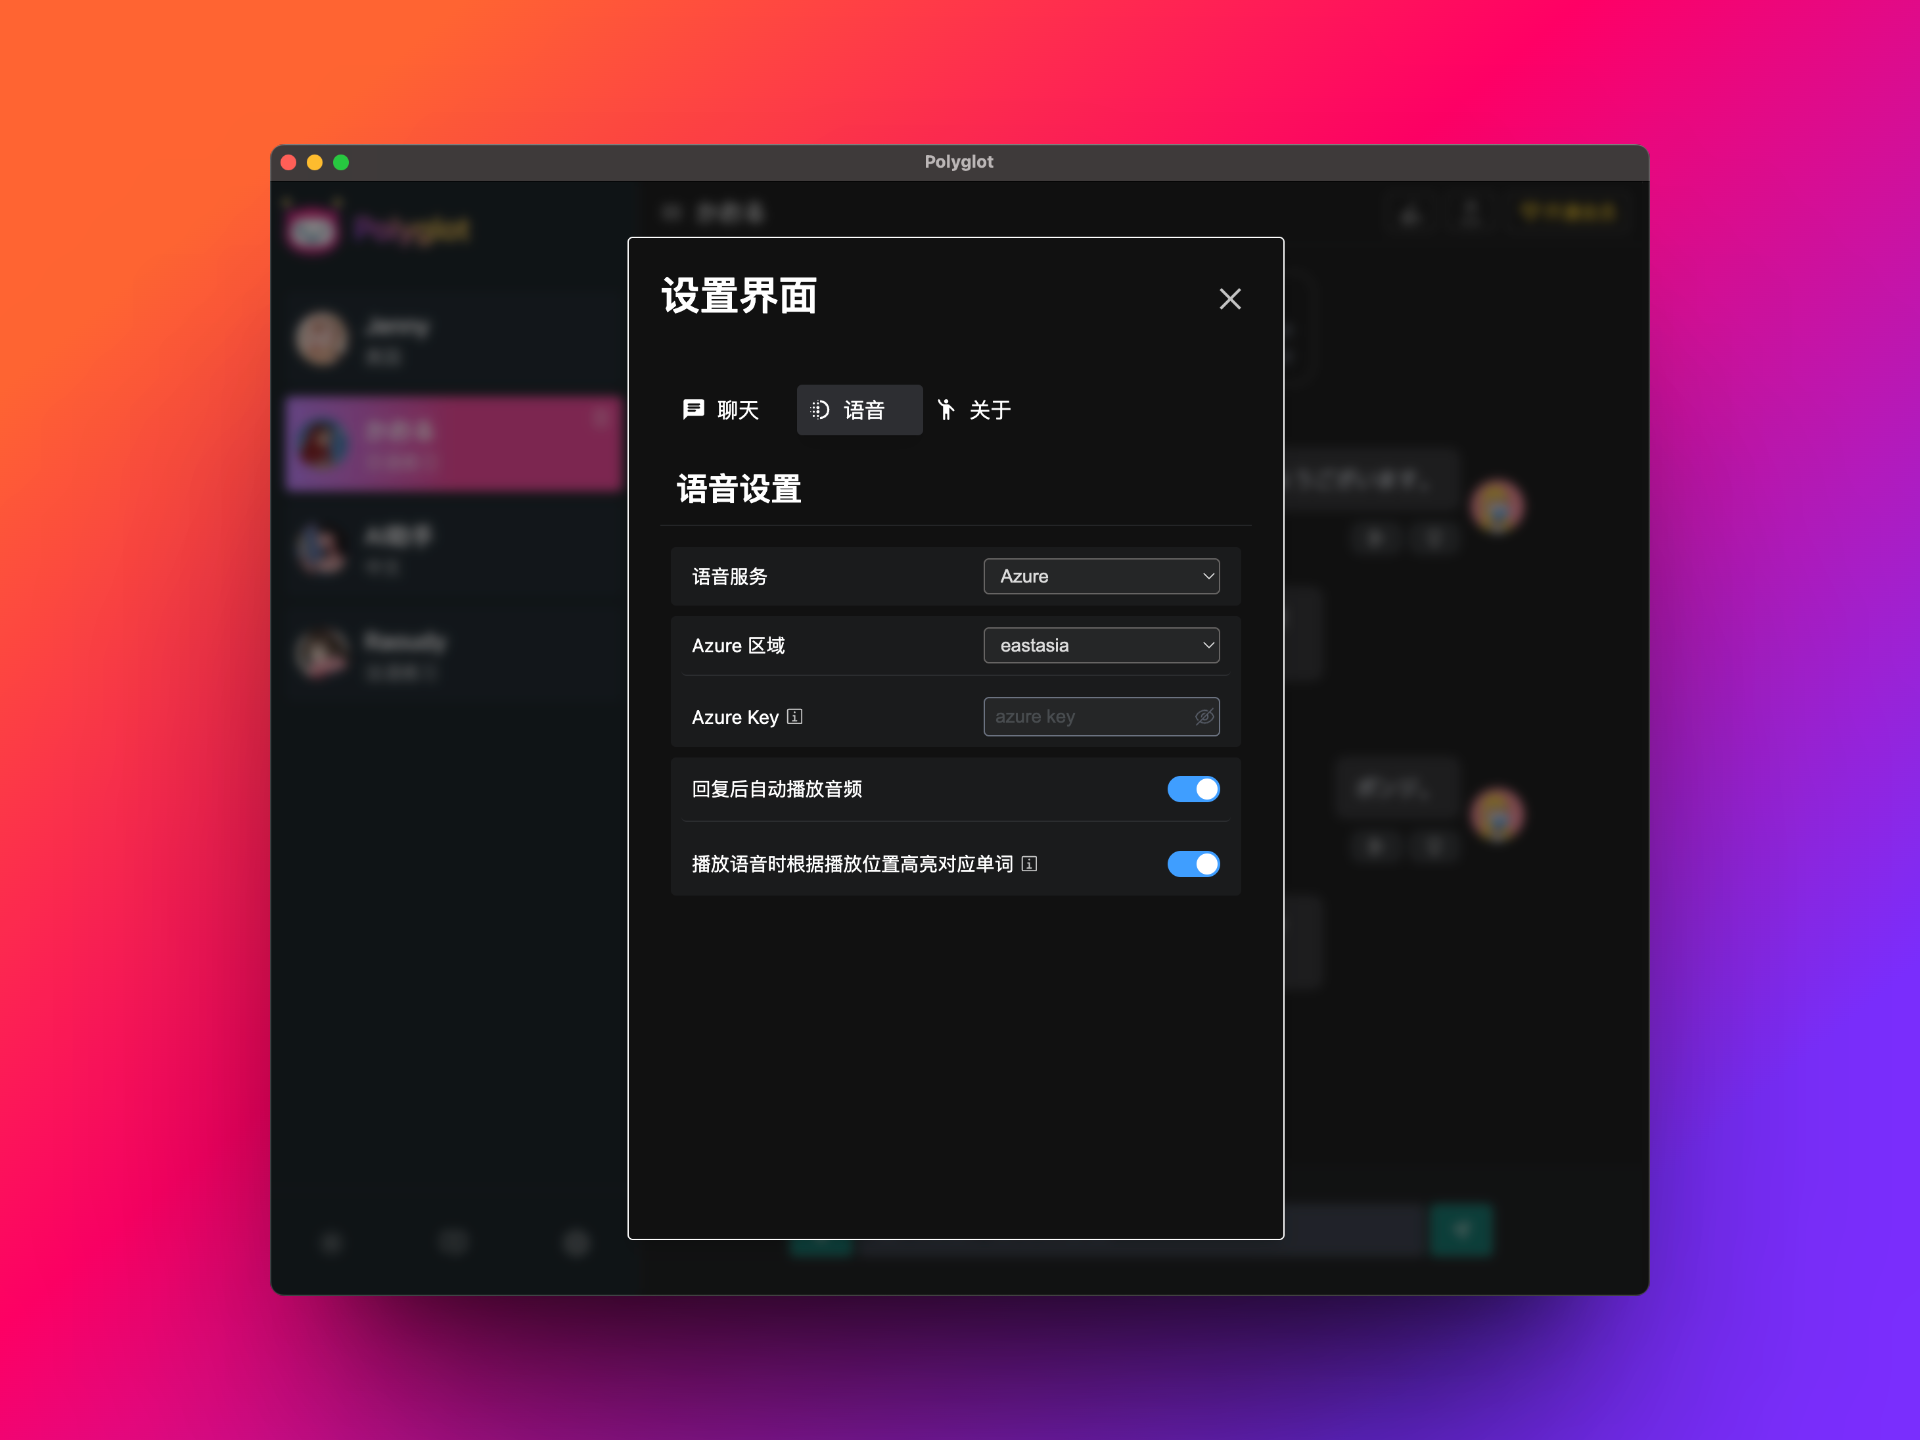 Polyglot
Polyglot
Jenny
设置界面
聊天
语音
关于
语音设置
语音服务
Azure
Azure 区域
eastasia
Azure Key
azure key
回复后自动播放音频
播放语音时根据播放位置高亮对应单词